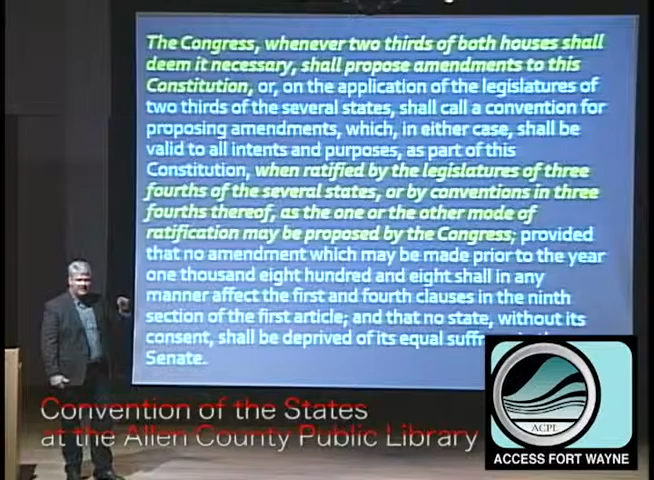 The Congress, whenever two thirds of both houses shall
deem it necessary, shall propose amendments to this
Constitution, or, on the application of the legislatures of
two thirds of the several states, shall call a convention for
proposing amendments, which, in either case, shall be
valid to all intents and purposes, as part of this
Constitution, when ratified by the legislatures of three
fourths of the several states, or by conventions in three
fourths thereof, as the one or the other mode of
ratification may be proposed by the Congress; provided
that no amendment which may be made prior to the year
one thousand eight hundred and eight shall in any
manner affect the first and fourth clauses in the ninth
section of the first article; and that no state, without its
consent, shall be deprived of its equal
Senate.
Convention of the States
at the Allen County Public Library
ACPL
ACCESS FORT WAYNE